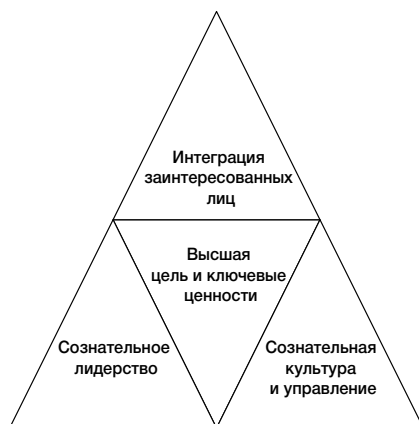 Интеграция
заинтересованных
лиц
Высшая
цель и ключевые
ценности
Сознательное
лидерство
Сознательная
культура
и управление